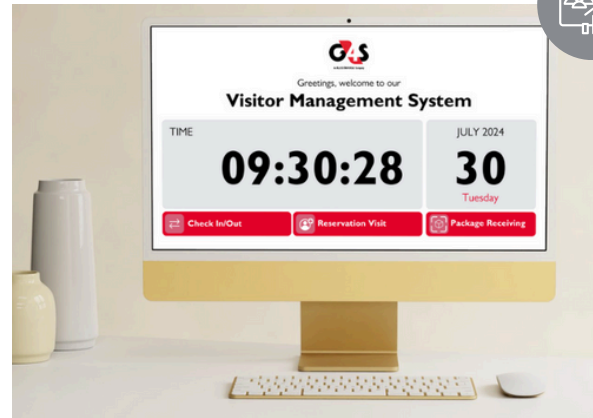 G4S
Greetings, welcome to our
Visitor Management System
TIME
JULY 2024
09:30:28
30
Tuesday
Check In/Out
Reservation Visit
Package Receiving